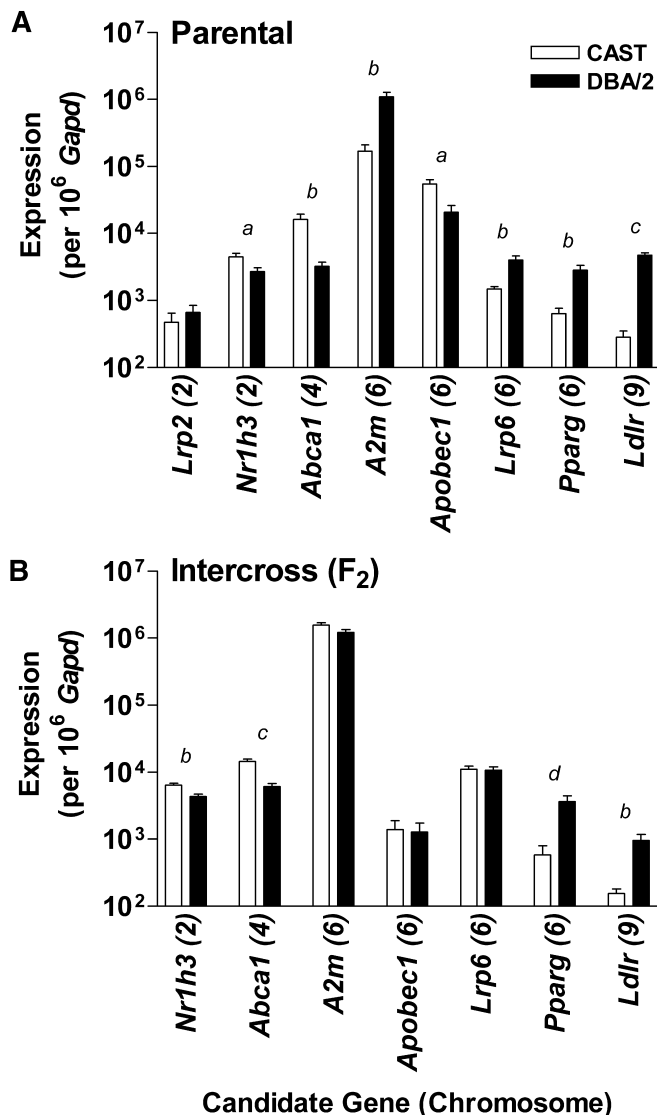 A
Parental
CAST
DBA/2
Expression
(per 10⁶ Gapd)
10⁷
10⁶
10⁵
10⁴
10³
10²
a
b
b
a
b
b
c
Lrp2 (2)
Nr1h3 (2)
Abca1 (4)
A2m (6)
Apobec1 (6)
Lrp6 (6)
Pparg (6)
Ldlr (9)
B
Intercross (F₂)
Expression
(per 10⁶ Gapd)
10⁷
10⁶
10⁵
10⁴
10³
10²
b
c
d
b
Nr1h3 (2)
Abca1 (4)
A2m (6)
Apobec1 (6)
Lrp6 (6)
Pparg (6)
Ldlr (9)
Candidate Gene (Chromosome)